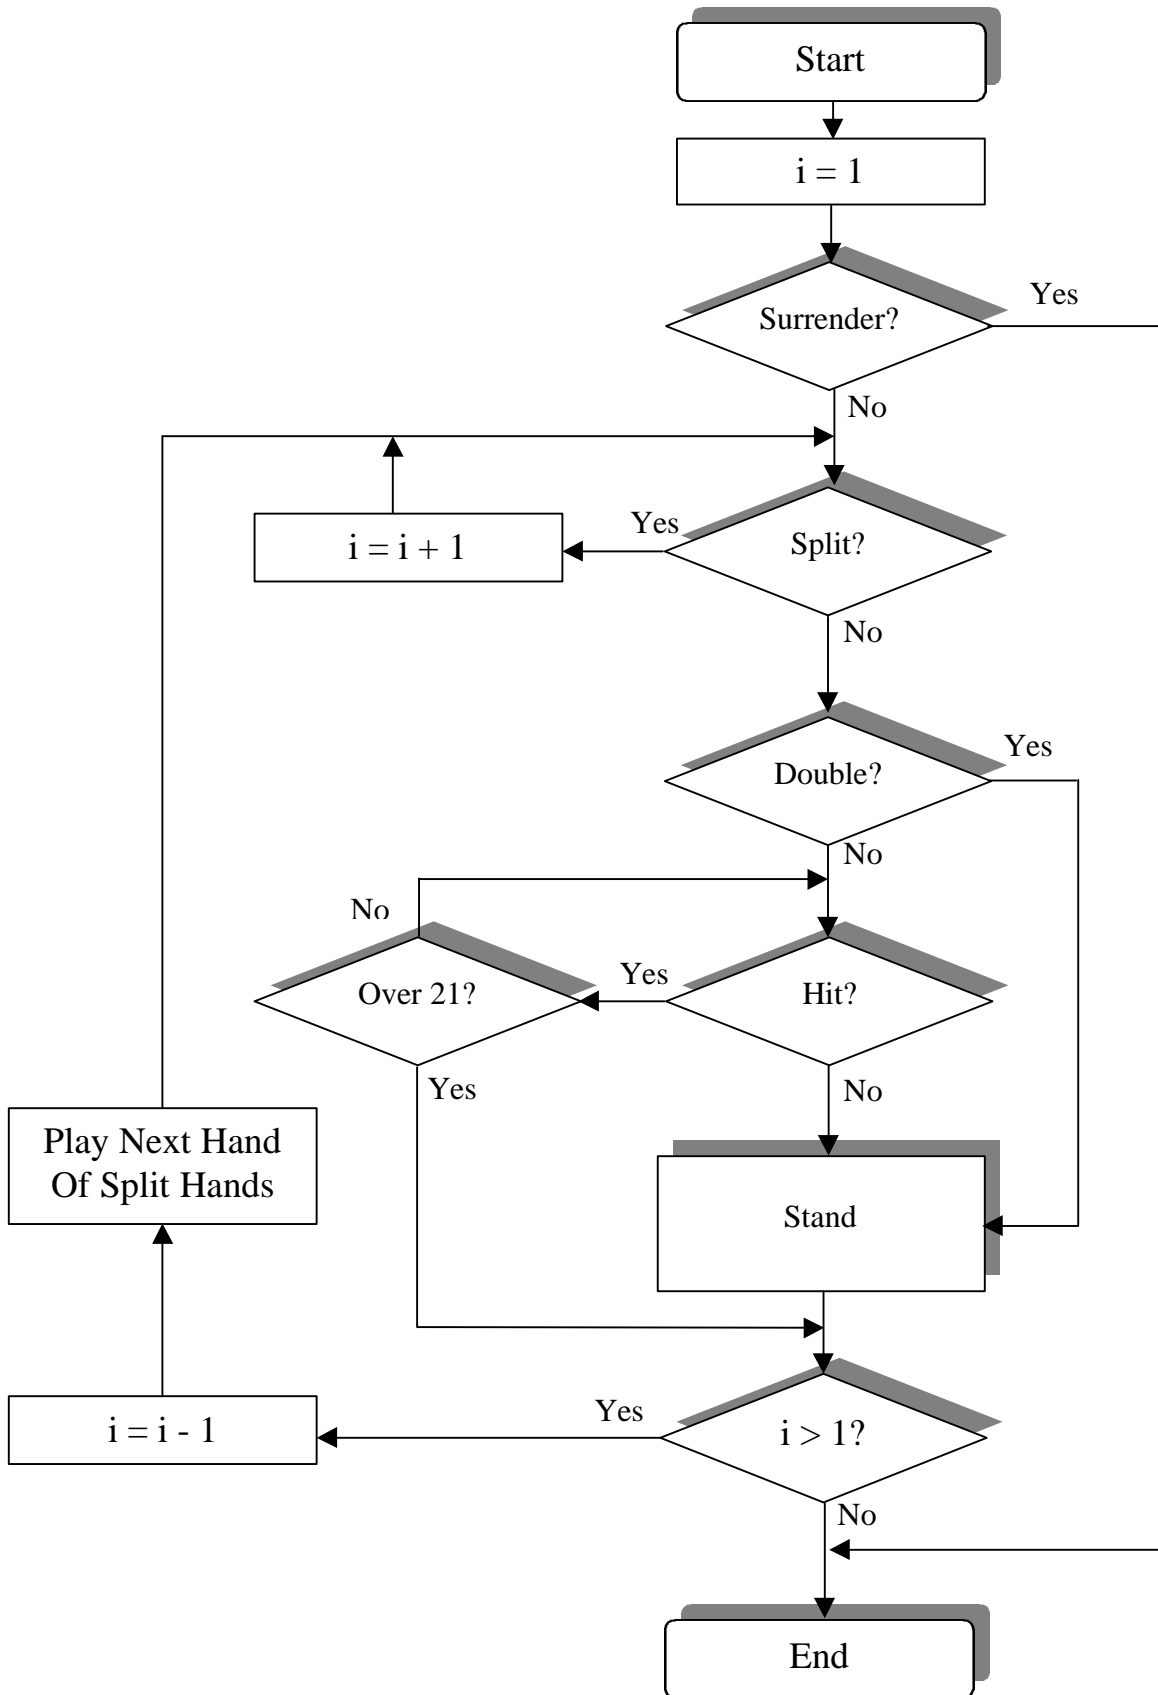 Start
i = 1
Surrender?
Yes
No
Split?
Yes
i = i + 1
No
Double?
Yes
No
Hit?
Yes
Over 21?
No
Yes
No
Stand
Play Next Hand
Of Split Hands
i > 1?
Yes
i = i - 1
No
End